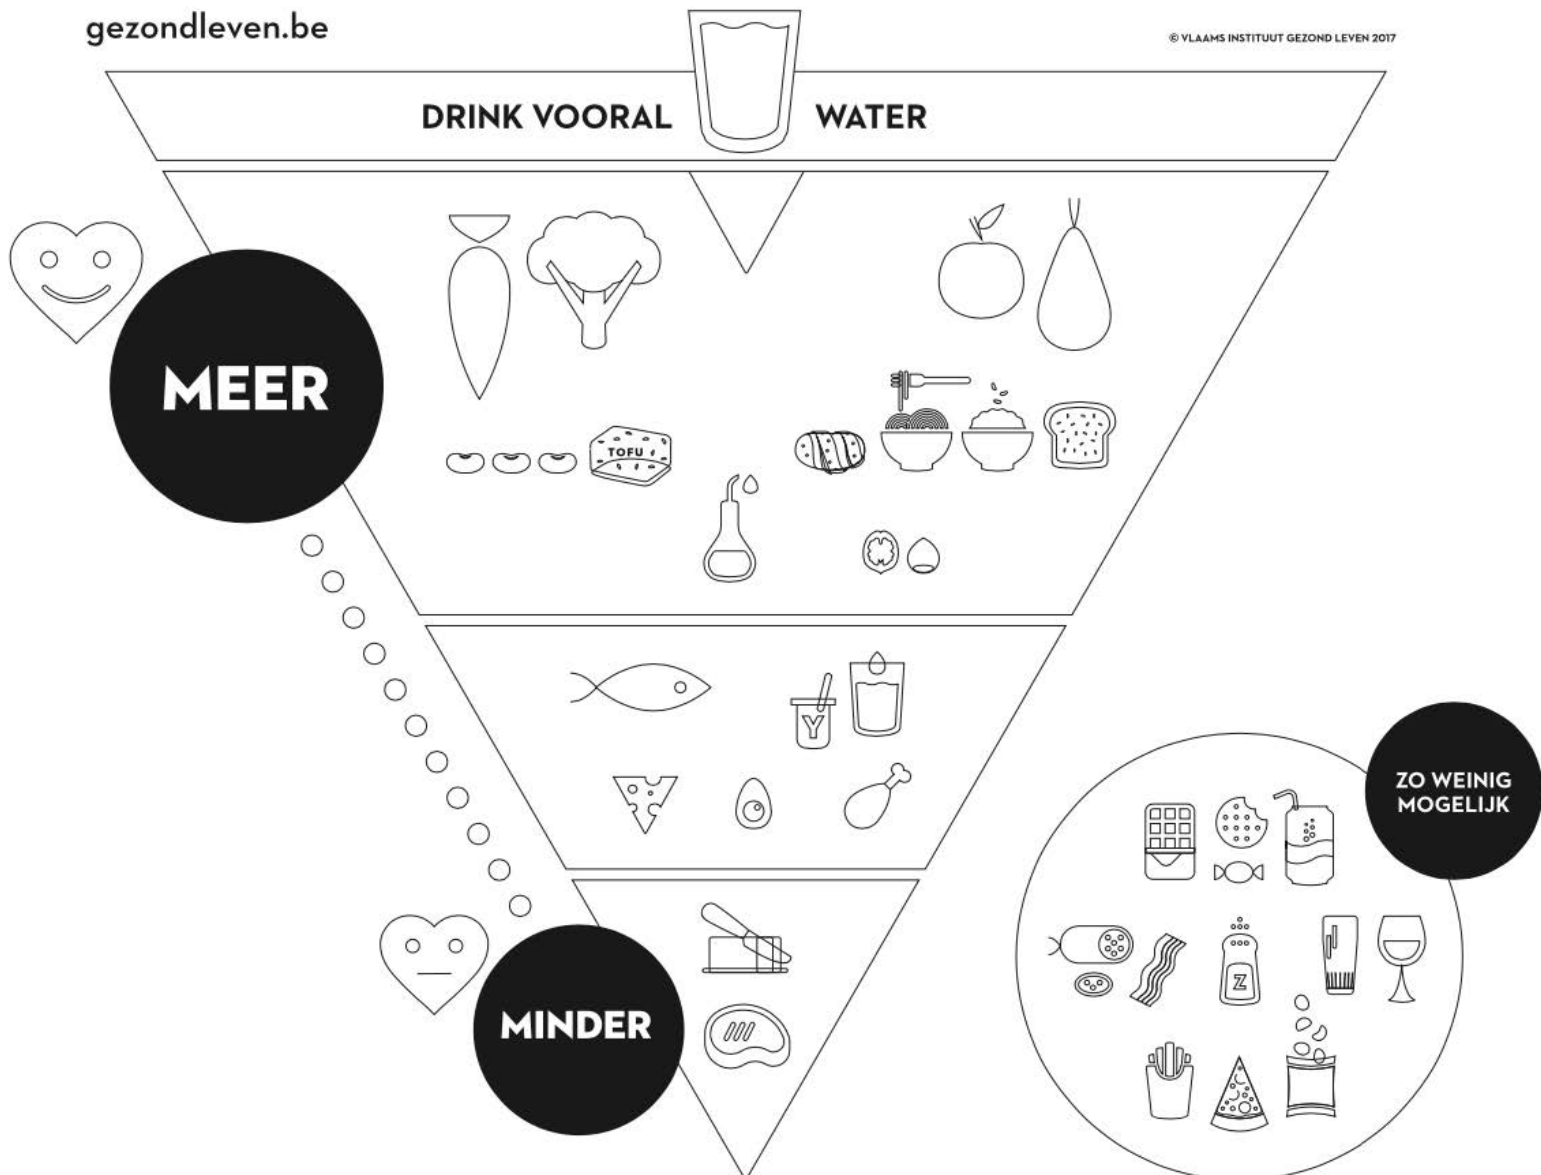 gezondleven.be
© VLAAMS INSTITUUT GEZOND LEVEN 2017
DRINK VOORAL WATER
MEER
TOFU
Y
ZO WEINIG
MOGELIJK
Z
MINDER